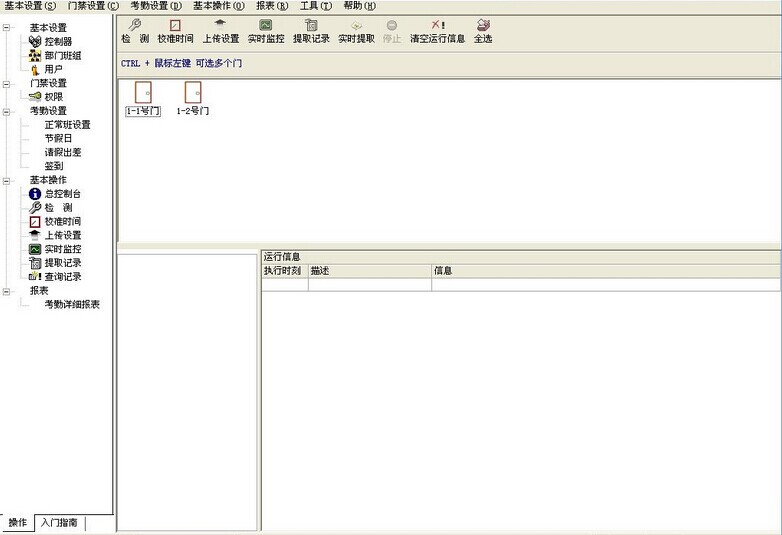 基本设置(S) 门禁设置(C) 考勤设置(D) 基本操作(O) 报表(R) 工具(T) 帮助(H)
检 测 校准时间 上传设置 实时监控 提取记录 实时提取 停止 清空运行信息 全选
CTRL + 鼠标左键 可选多个门
基本设置
控制器
部门班组
用户
门禁设置
权限
考勤设置
正常班设置
节假日
请假出差
签到
基本操作
总控制台
检 测
校准时间
上传设置
实时监控
提取记录
查询记录
报表
考勤详细报表
1-1号门 1-2号门
运行信息
执行时刻 描述 信息
操作 入门指南